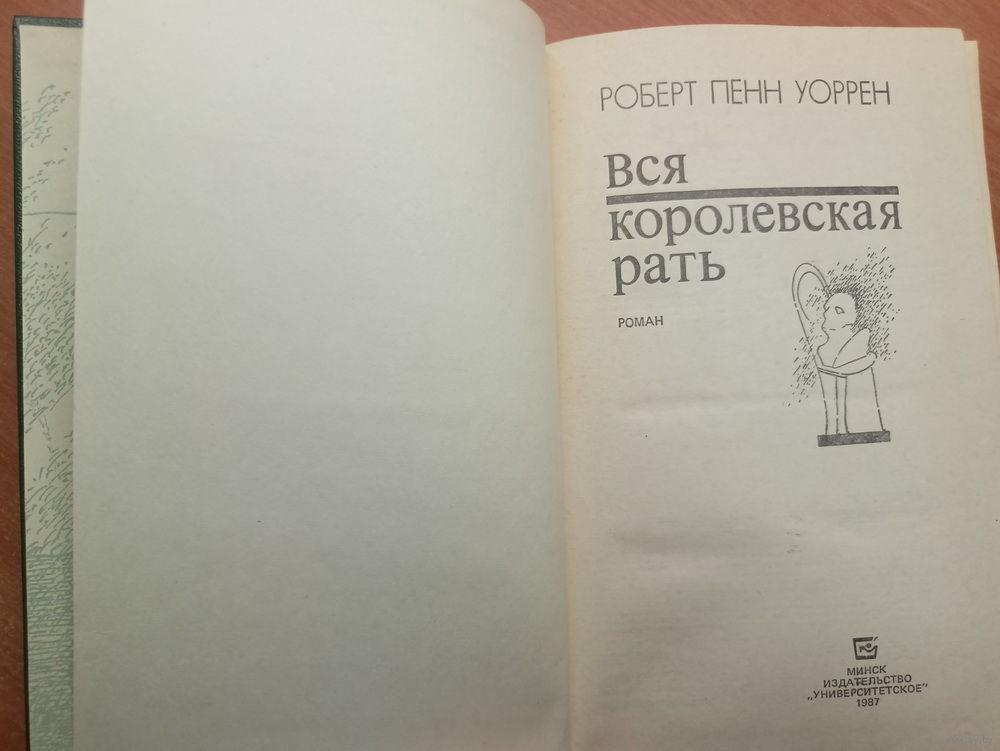 РОБЕРТ ПЕНН УОРРЕН
вся
королевская
рать
РОМАН
МИНСК
ИЗДАТЕЛЬСТВО
„УНИВЕРСИТЕТСКОЕ"
1987